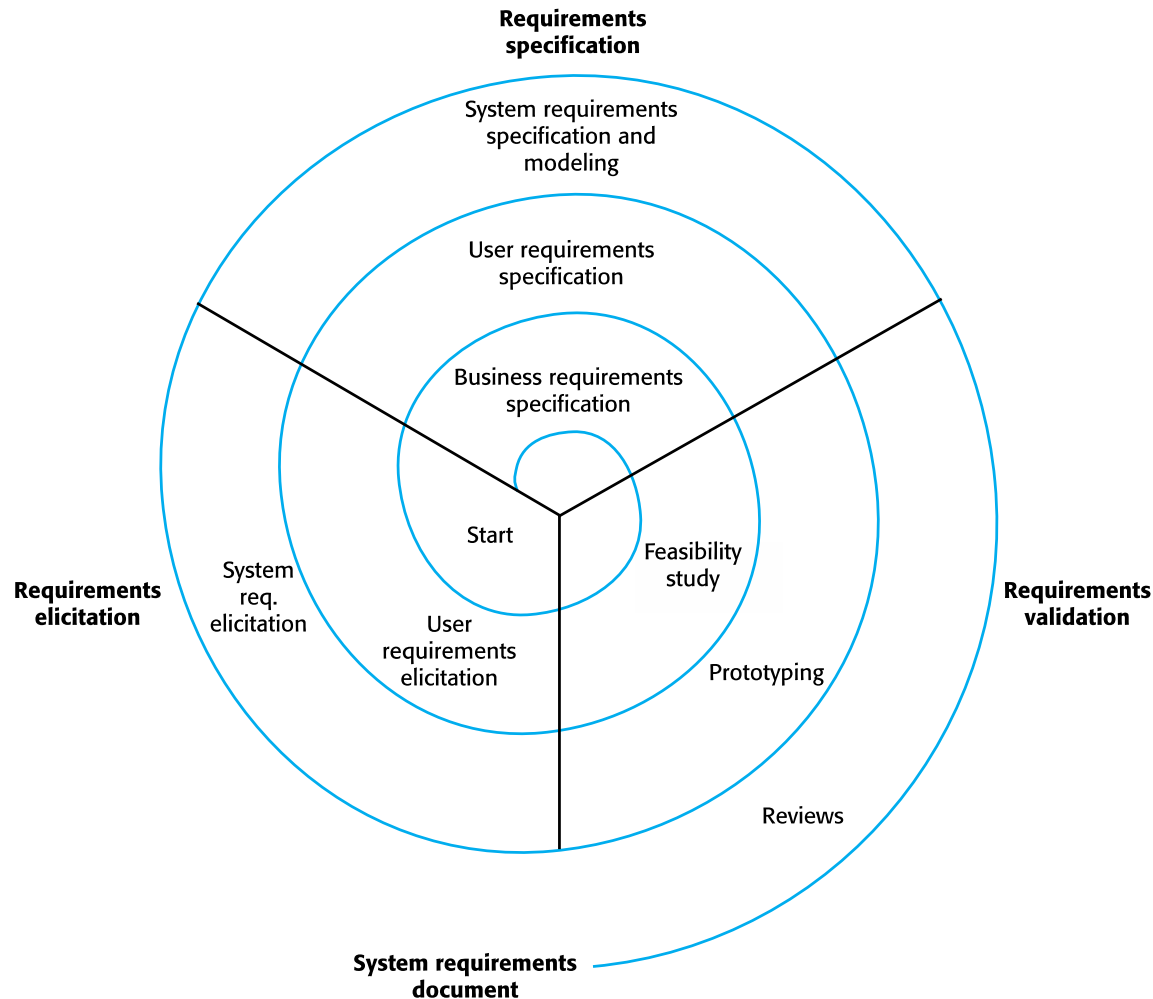 Requirements
specification
System requirements
specification and
modeling
User requirements
specification
Business requirements
specification
Start
Feasibility
study
System
req.
elicitation
Requirements
elicitation
Requirements
validation
User
requirements
elicitation
Prototyping
Reviews
System requirements
document